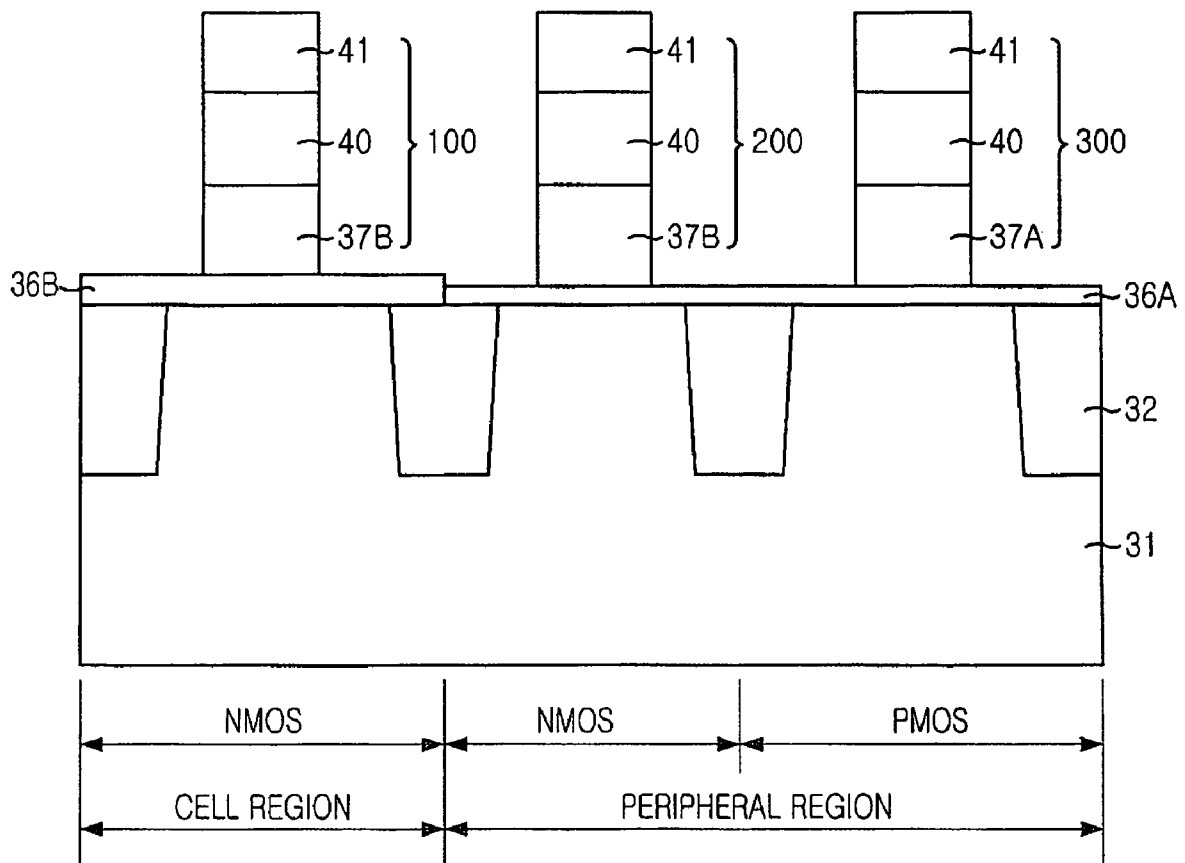 41 41 41
40 100 40 200 40 300
37B 37B 37A
36B 36A
32
31
NMOS NMOS PMOS
CELL REGION PERIPHERAL REGION